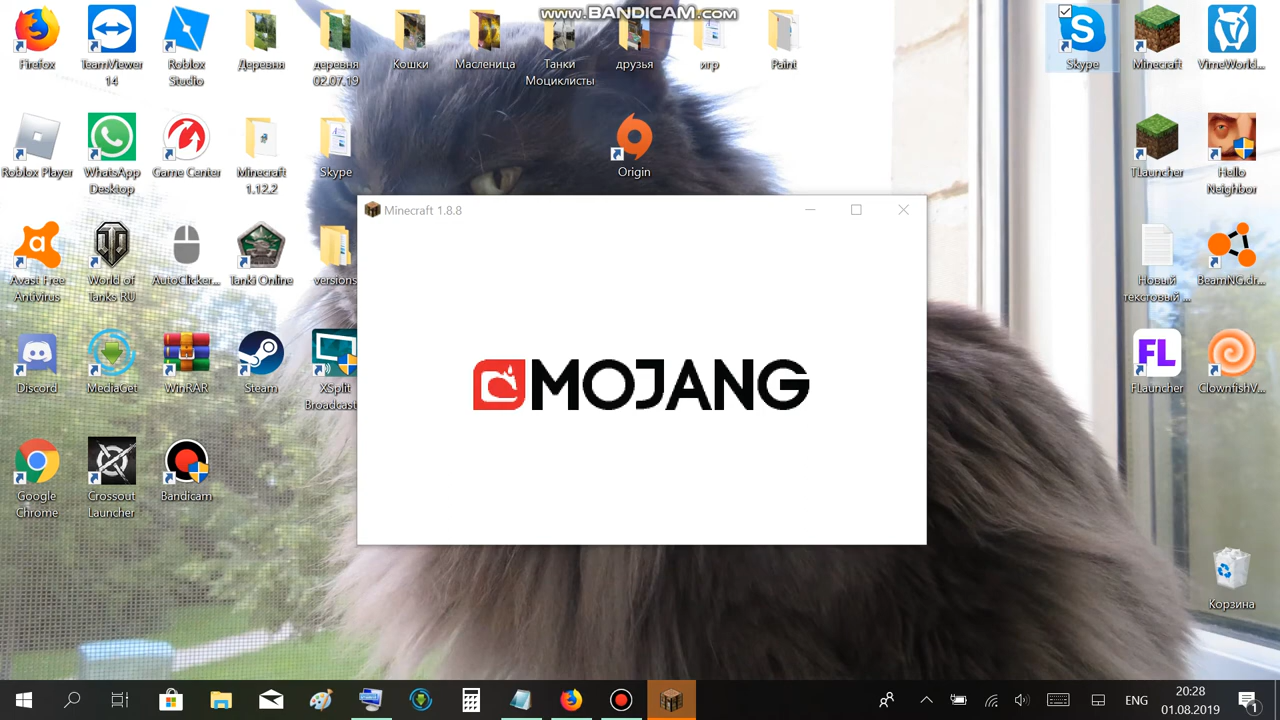 www.BANDICAM.com
Firefox
TeamViewer
14
Roblox
Studio
Деревня
деревня
02.07.19
Кошки
Масленица
Танки
Моциклисты
друзья
игр
Paint
Skype
Minecraft
VimeWorld...
Roblox Player
WhatsApp
Desktop
Game Center
Minecraft
1.12.2
Skype
Origin
TLauncher
Hello
Neighbor
Minecraft 1.8.8
Avast Free
Antivirus
World of
Tanks RU
AutoClicker...
Tanki Online
versions
Новый
текстовый ...
BeamNG.dr...
MOJANG
Discord
MediaGet
WinRAR
Steam
XSplit
Broadcast
FL
FLauncher
ClownfishV...
Google
Chrome
Crossout
Launcher
Bandicam
Корзина
ENG
20:28
01.08.2019
1